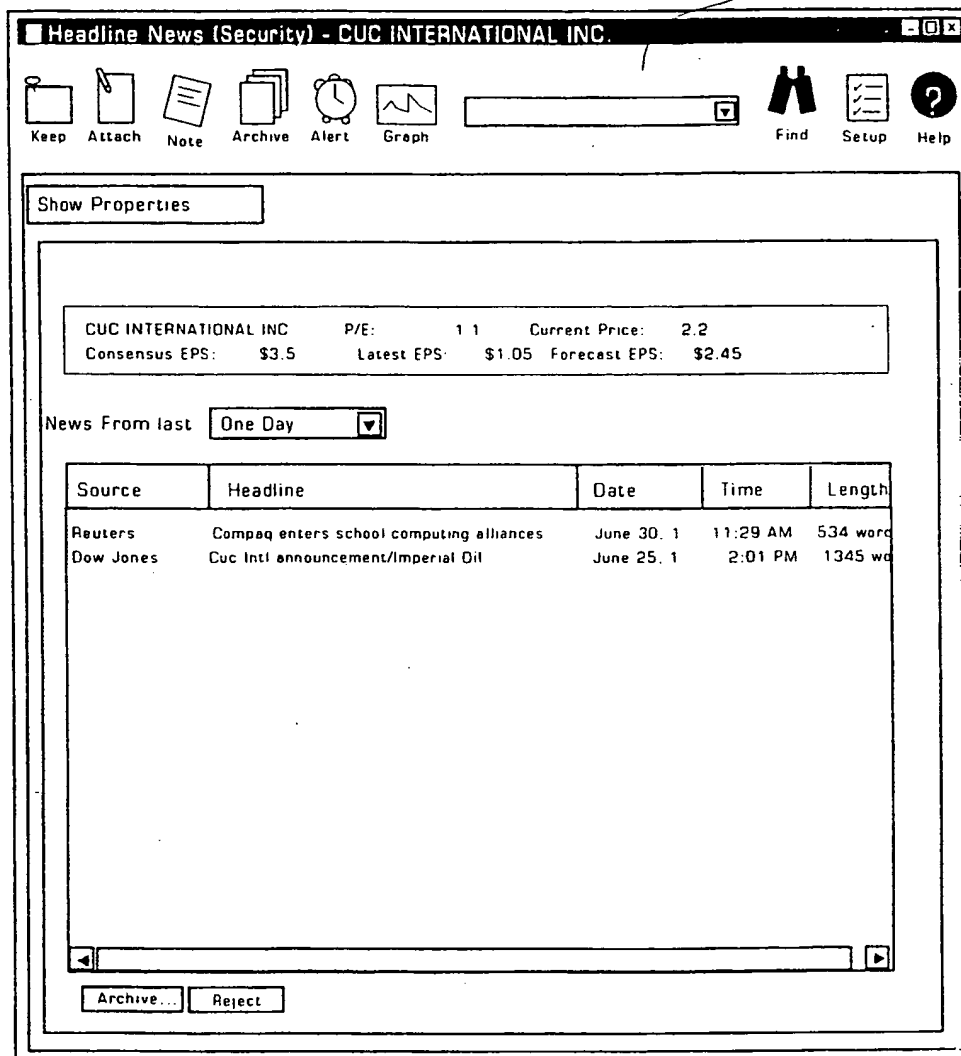 Headline News (Security) - CUC INTERNATIONAL INC.
Keep Attach Note Archive Alert Graph Find Setup Help
Show Properties
CUC INTERNATIONAL INC P/E: 1 1 Current Price: 2.2
Consensus EPS: $3.5 Latest EPS: $1.05 Forecast EPS: $2.45
News From last One Day
Source Headline Date Time Length
Reuters Compaq enters school computing alliances June 30, 1 11:29 AM 534 word
Dow Jones Cuc Intl announcement/Imperial Oil June 25, 1 2:01 PM 1345 wo
Archive... Reject